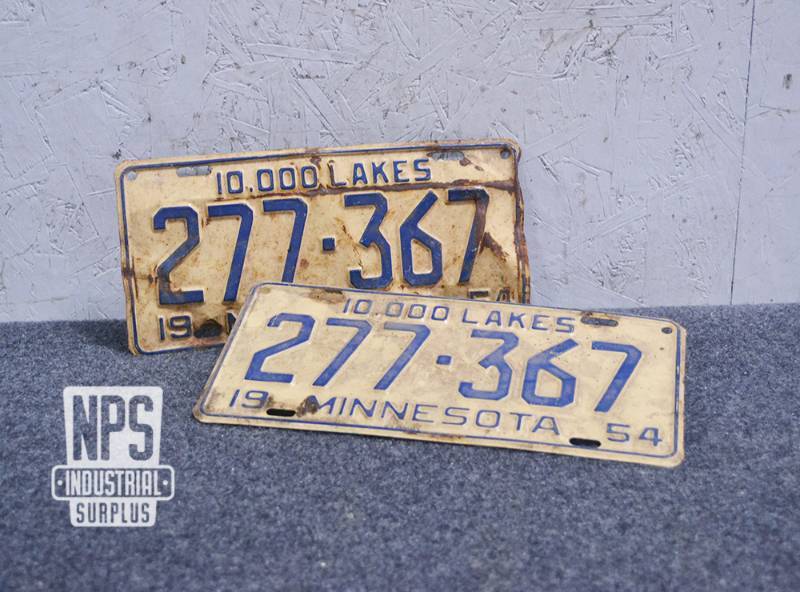 10,000 LAKES
277·367
19 M 54
10,000 LAKES
277·367
19 MINNESOTA 54
NPS
·INDUSTRIAL·
SURPLUS